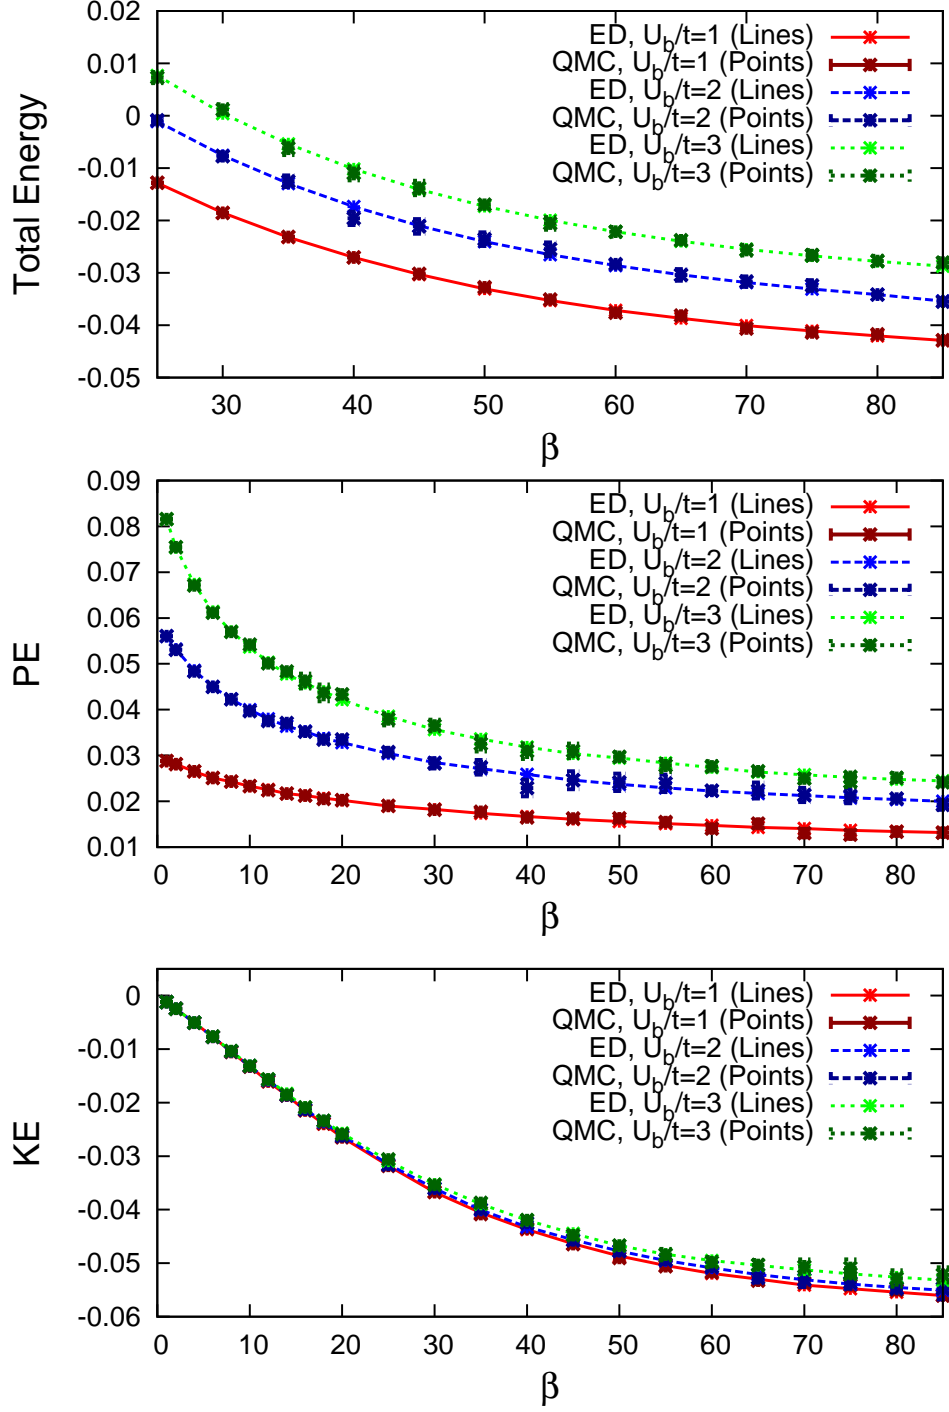 0.02
0.01
0
-0.01
-0.02
-0.03
-0.04
-0.05
Total Energy
ED, U_b/t=1 (Lines)
QMC, U_b/t=1 (Points)
ED, U_b/t=2 (Lines)
QMC, U_b/t=2 (Points)
ED, U_b/t=3 (Lines)
QMC, U_b/t=3 (Points)
30 40 50 60 70 80
β
0.09
0.08
0.07
0.06
0.05
0.04
0.03
0.02
0.01
PE
ED, U_b/t=1 (Lines)
QMC, U_b/t=1 (Points)
ED, U_b/t=2 (Lines)
QMC, U_b/t=2 (Points)
ED, U_b/t=3 (Lines)
QMC, U_b/t=3 (Points)
0 10 20 30 40 50 60 70 80
β
0
-0.01
-0.02
-0.03
-0.04
-0.05
-0.06
KE
ED, U_b/t=1 (Lines)
QMC, U_b/t=1 (Points)
ED, U_b/t=2 (Lines)
QMC, U_b/t=2 (Points)
ED, U_b/t=3 (Lines)
QMC, U_b/t=3 (Points)
0 10 20 30 40 50 60 70 80
β